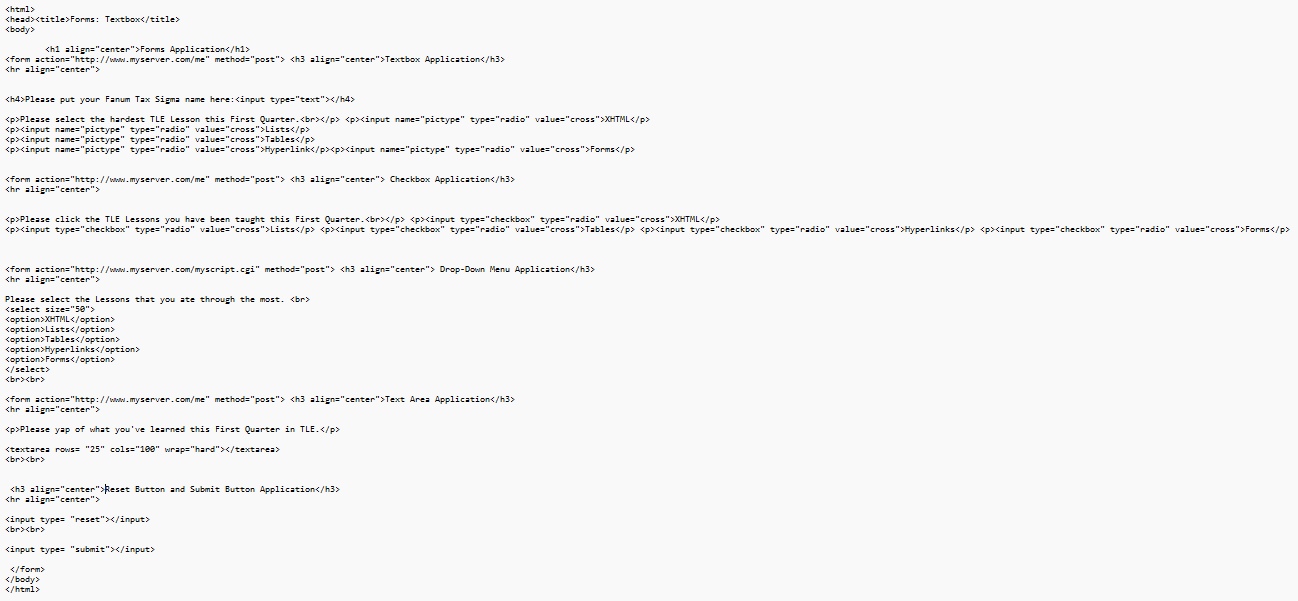 <html>
<head><title>Forms: Textbox</title>
<body>
<h1 align="center">Forms Application</h1>
<form action="http://www.myserver.com/me" method="post"> <h3 align="center">Textbox Application</h3>
<hr align="center">
<h4>Please put your Fanum Tax Sigma name here:<input type="text"></h4>
<p>Please select the hardest TLE Lesson this First Quarter.<br></p> <p><input name="pictype" type="radio" value="cross">XHTML</p>
<p><input name="pictype" type="radio" value="cross">Lists</p>
<p><input name="pictype" type="radio" value="cross">Tables</p>
<p><input name="pictype" type="radio" value="cross">Hyperlink</p><p><input name="pictype" type="radio" value="cross">Forms</p>
<form action="http://www.myserver.com/me" method="post"> <h3 align="center"> Checkbox Application</h3>
<hr align="center">
<p>Please click the TLE Lessons you have been taught this First Quarter.<br></p> <p><input type="checkbox" type="radio" value="cross">XHTML</p>
<p><input type="checkbox" type="radio" value="cross">Lists</p> <p><input type="checkbox" type="radio" value="cross">Tables</p> <p><input type="checkbox" type="radio" value="cross">Hyperlinks</p> <p><input type="checkbox" type="radio" value="cross">Forms</p>
<form action="http://www.myserver.com/myscript.cgi" method="post"> <h3 align="center"> Drop-Down Menu Application</h3>
<hr align="center">
Please select the Lessons that you ate through the most. <br>
<select size="50">
<option>XHTML</option>
<option>Lists</option>
<option>Tables</option>
<option>Hyperlinks</option>
<option>Forms</option>
</select>
<br><br>
<form action="http://www.myserver.com/me" method="post"> <h3 align="center">Text Area Application</h3>
<hr align="center">
<p>Please yap of what you've learned this First Quarter in TLE.</p>
<textarea rows= "25" cols="100" wrap="hard"></textarea>
<br><br>
<h3 align="center">Reset Button and Submit Button Application</h3>
<hr align="center">
<input type= "reset"></input>
<br><br>
<input type= "submit"></input>
</form>
</body>
</html>